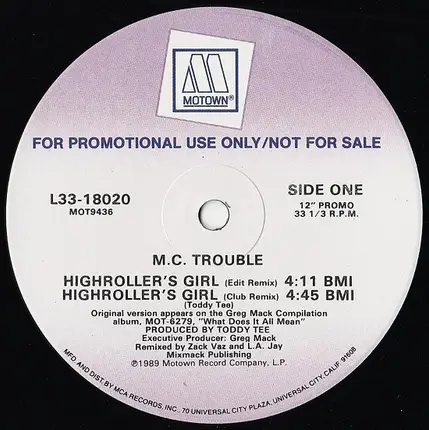 MOTOWN®
FOR PROMOTIONAL USE ONLY/NOT FOR SALE
L33-18020
MOT9436
SIDE ONE
12" PROMO
33 1/3 R.P.M.
M.C. TROUBLE
HIGHROLLER'S GIRL (Edit Remix) 4:11 BMI
HIGHROLLER'S GIRL (Club Remix) 4:45 BMI
(Toddy Tee)
Original version appears on the Greg Mack Compilation
album, MOT-6279, "What Does It All Mean"
PRODUCED BY TODDY TEE
Executive Producer: Greg Mack
Remixed by Zack Vaz and L.A. Jay
Mixmack Publishing
℗1989 Motown Record Company, L.P.
MFG. AND DIST. BY MCA RECORDS, INC., 70 UNIVERSAL CITY PLAZA, UNIVERSAL CITY, CALIF. 91608